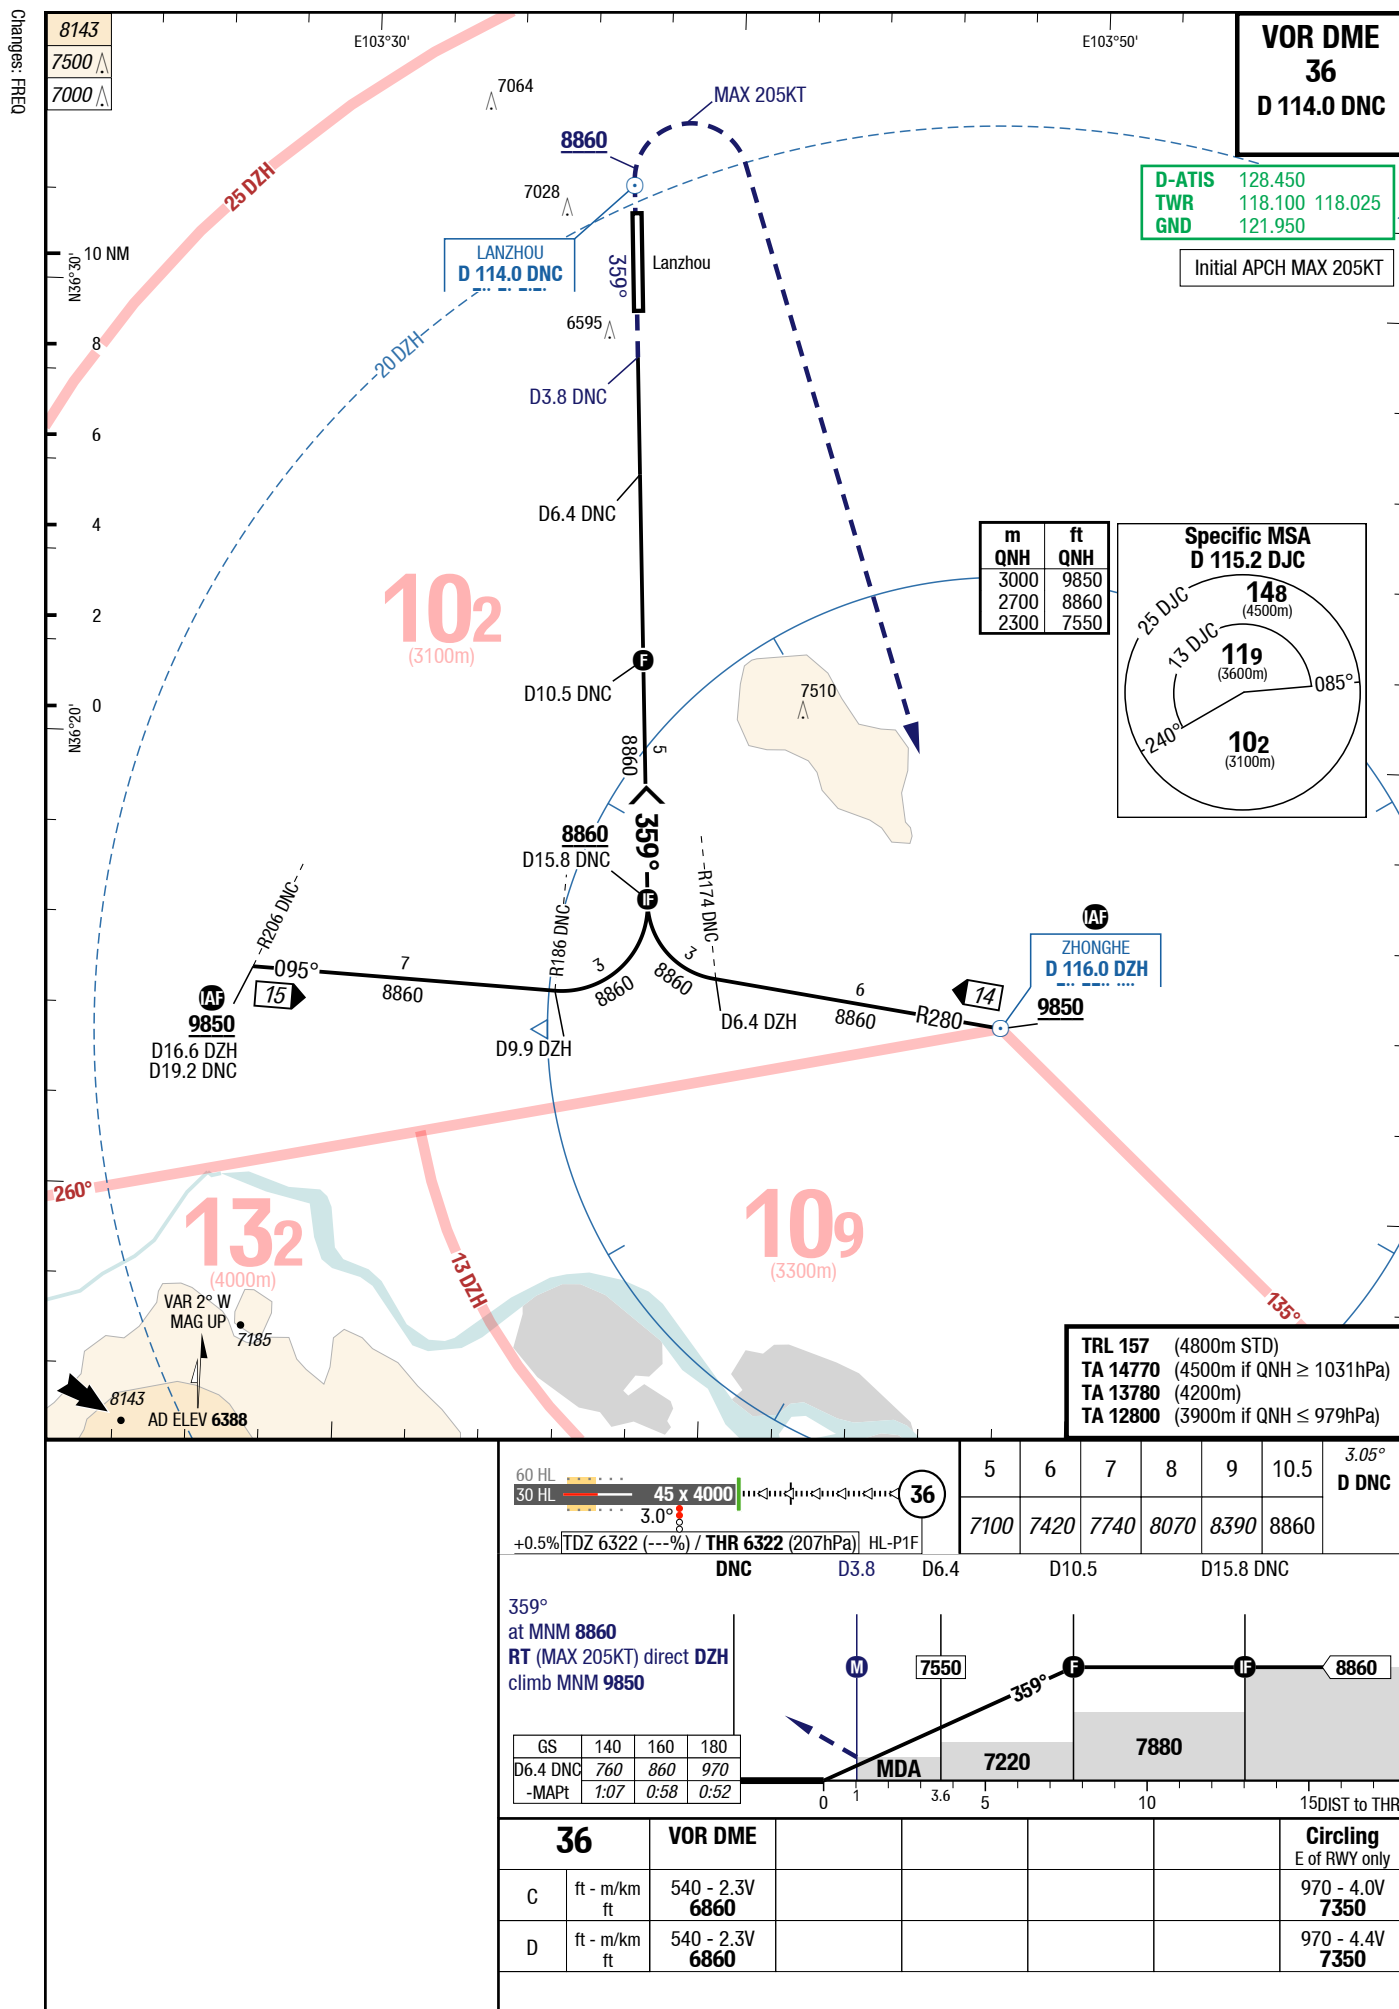 Changes: FREQ
8143
7500
7000
E103°30'
E103°50'
VOR DME
36
D 114.0 DNC
D-ATIS 128.450
TWR 118.100 118.025
GND 121.950
Initial APCH MAX 205KT
7064
MAX 205KT
8860
25 DZH
7028
LANZHOU
D 114.0 DNC
359°
Lanzhou
10 NM
N36°30'
6595
8
20 DZH
D3.8 DNC
6
D6.4 DNC
4
m ft
QNH QNH
3000 9850
2700 8860
2300 7550
Specific MSA
D 115.2 DJC
25 DJC
148
(4500m)
13 DJC
119
(3600m)
085°
240°
102
(3100m)
102
(3100m)
2
D10.5 DNC
F
7510
0
N36°20'
8860
5
8860
D15.8 DNC
359°
IF
R206 DNC
R186 DNC
R174 DNC
IAF
ZHONGHE
D 116.0 DZH
9850
095°
7
8860
15
3
8860
3
8860
6
8860
R280
14
IAF
9850
D16.6 DZH
D19.2 DNC
D9.9 DZH
D6.4 DZH
260°
132
(4000m)
109
(3300m)
13 DZH
135°
VAR 2° W
MAG UP
7185
8143
AD ELEV 6388
TRL 157 (4800m STD)
TA 14770 (4500m if QNH ≥ 1031hPa)
TA 13780 (4200m)
TA 12800 (3900m if QNH ≤ 979hPa)
60 HL
30 HL
45 x 4000
36
3.0°
+0.5% TDZ 6322 (---%) / THR 6322 (207hPa) HL-P1F
5 6 7 8 9 10.5 3.05°
D DNC
7100 7420 7740 8070 8390 8860
DNC D3.8 D6.4 D10.5 D15.8 DNC
359°
at MNM 8860
RT (MAX 205KT) direct DZH
climb MNM 9850
M 7550 F IF 8860
359°
MDA 7220 7880
GS 140 160 180
D6.4 DNC 760 860 970
-MAPt 1:07 0:58 0:52
0 1 3.6 5 10 15 DIST to THR
36 VOR DME Circling
E of RWY only
C ft - m/km 540 - 2.3V 970 - 4.0V
ft 6860 7350
D ft - m/km 540 - 2.3V 970 - 4.4V
ft 6860 7350